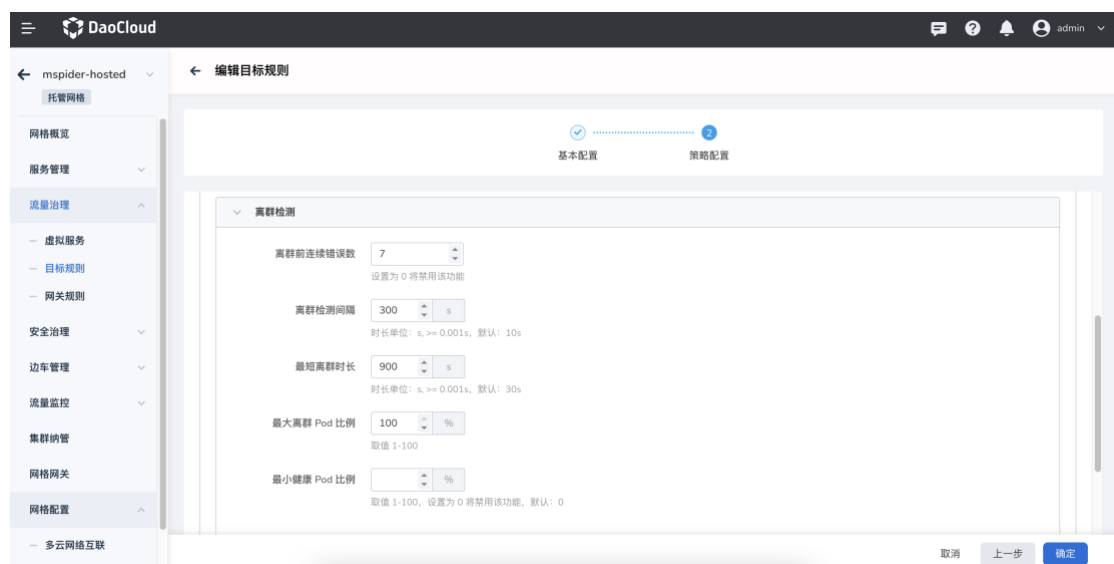 DaoCloud
admin
mspider-hosted
托管网格
编辑目标规则
网格概览
服务管理
流量治理
虚拟服务
目标规则
网关规则
安全治理
边车管理
流量监控
集群纳管
网格网关
网格配置
多云网络互联
2
基本配置
策略配置
离群检测
离群前连续错误数
7
设置为 0 将禁用该功能
离群检测间隔
300 s
时长单位: s, >= 0.001s, 默认: 10s
最短离群时长
900 s
时长单位: s, >= 0.001s, 默认: 30s
最大离群 Pod 比例
100 %
取值 1-100
最小健康 Pod 比例
%
取值 1-100, 设置为 0 将禁用该功能, 默认: 0
取消
上一步
确定